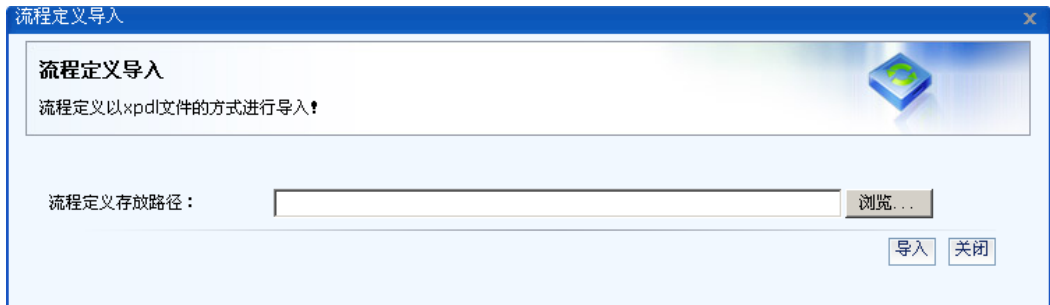 流程定义导入
x
流程定义导入
流程定义以xpdl文件的方式进行导入!
流程定义存放路径： 浏览...
导入 关闭